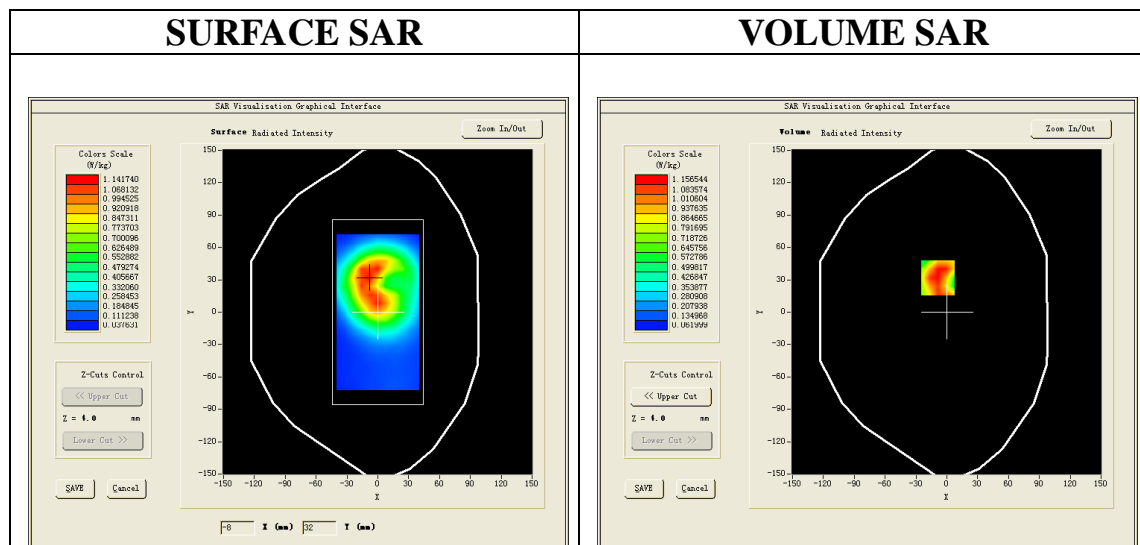 SURFACE SAR
VOLUME SAR
SAR Visualisation Graphical Interface
Surface Radiated Intensity
Zoom In/Out
Colors Scale
(W/kg)
1.141740
1.068132
0.994525
0.920918
0.847311
0.773703
0.700096
0.626489
0.552882
0.479274
0.405667
0.332060
0.258453
0.184845
0.111238
0.037631
150
120
90
60
30
0
-30
-60
-90
-120
-150
Y
-150 -120 -90 -60 -30 0 30 60 90 120 150
X
Z-Cuts Control
<< Upper Cut
Z = 4.0 mm
Lower Cut >>
SAVE Cancel
-8 X (mm) 32 Y (mm)
SAR Visualisation Graphical Interface
Volume Radiated Intensity
Zoom In/Out
Colors Scale
(W/kg)
1.156544
1.083574
1.010604
0.937635
0.864665
0.791695
0.718726
0.645756
0.572786
0.499817
0.426847
0.353877
0.280908
0.207938
0.134968
0.061999
150
120
90
60
30
0
-30
-60
-90
-120
-150
Y
-150 -120 -90 -60 -30 0 30 60 90 120 150
X
Z-Cuts Control
<< Upper Cut
Z = 4.0 mm
Lower Cut >>
SAVE Cancel